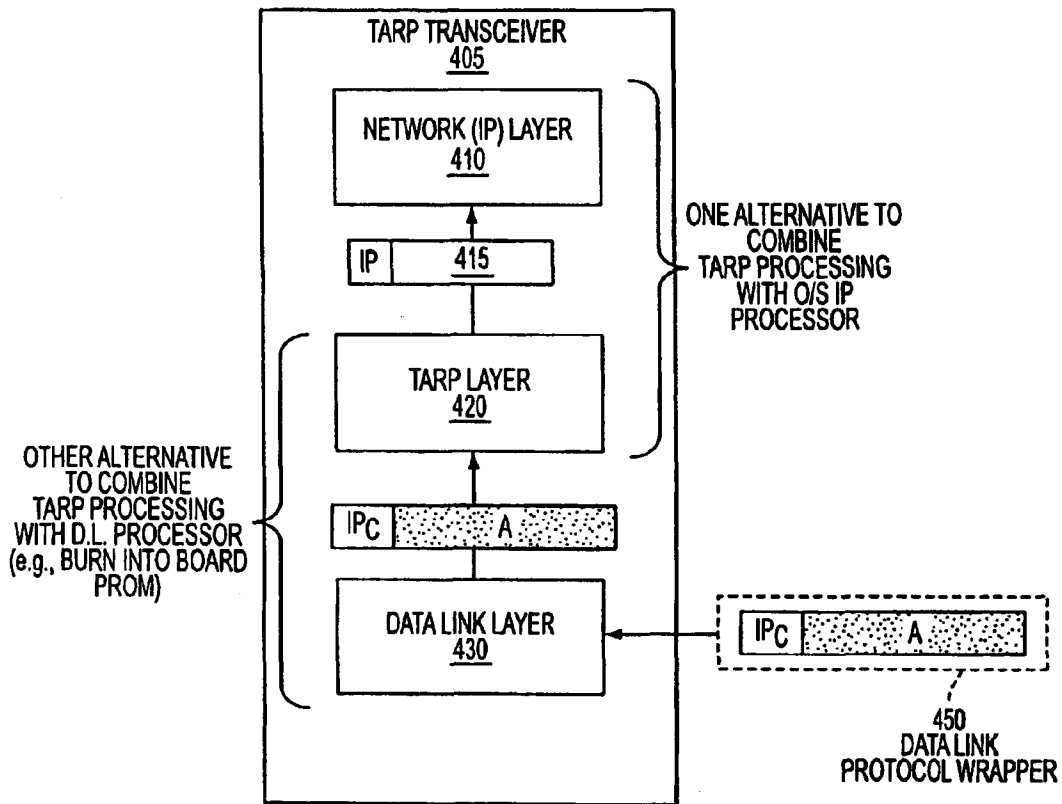 TARP TRANSCEIVER
405
NETWORK (IP) LAYER
410
IP
415
ONE ALTERNATIVE TO
COMBINE
TARP PROCESSING
WITH O/S IP
PROCESSOR
TARP LAYER
420
OTHER ALTERNATIVE
TO COMBINE
TARP PROCESSING
WITH D.L. PROCESSOR
(e.g., BURN INTO BOARD
PROM)
IPC A
DATA LINK LAYER
430
IPC A
450
DATA LINK
PROTOCOL WRAPPER